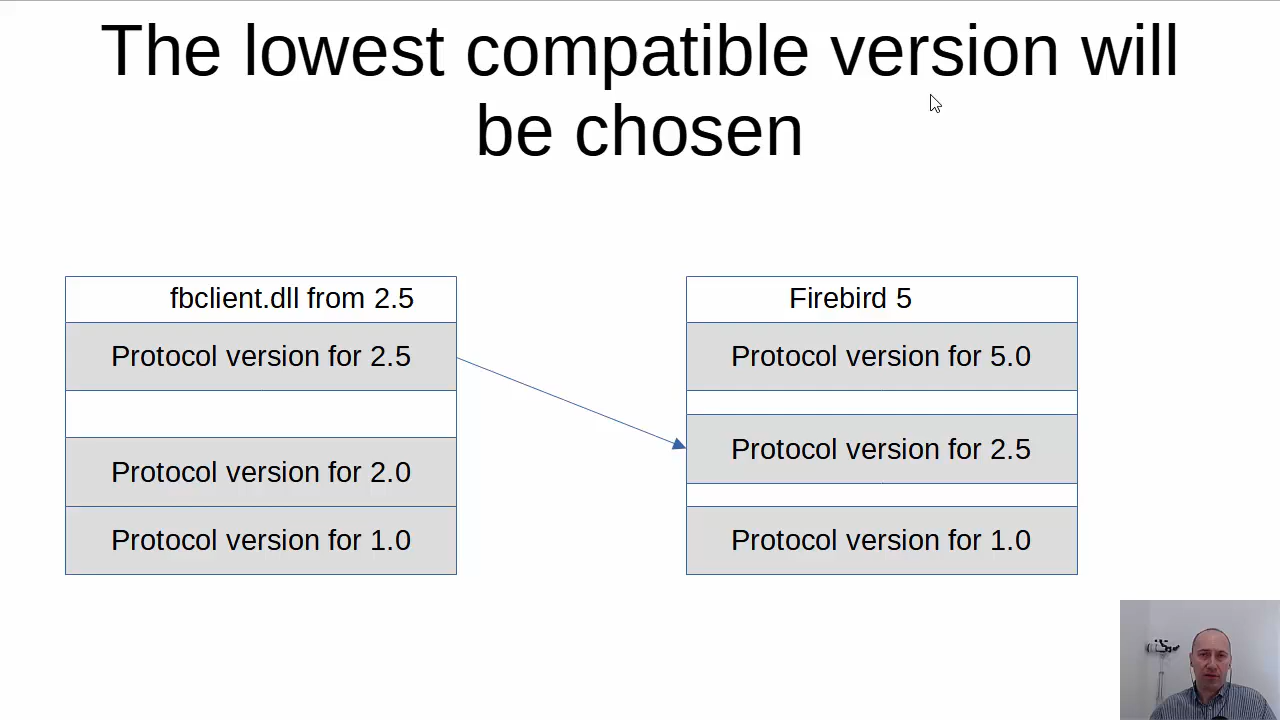 The lowest compatible version will
be chosen
fbclient.dll from 2.5
Protocol version for 2.5
Protocol version for 2.0
Protocol version for 1.0
Firebird 5
Protocol version for 5.0
Protocol version for 2.5
Protocol version for 1.0